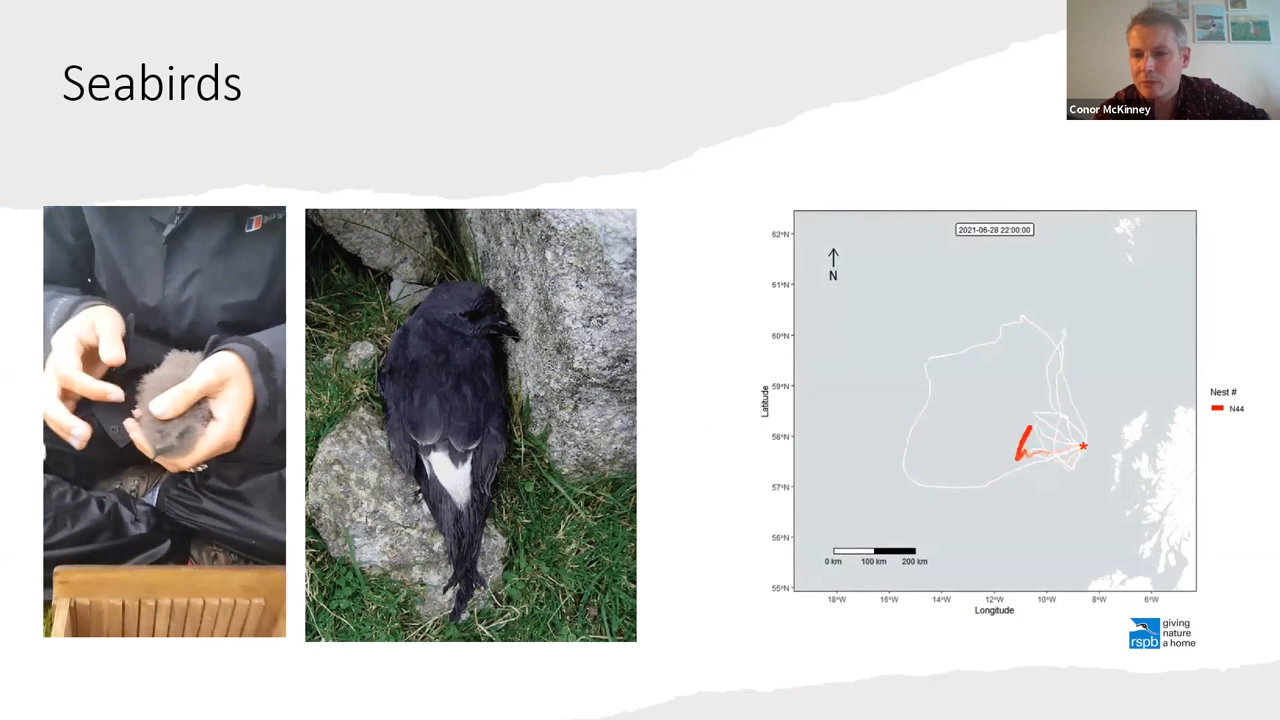 Seabirds
Conor McKinney
2021-06-28 22:00:00
N
62°N
61°N
60°N
59°N
58°N
57°N
56°N
55°N
Latitude
0 km 100 km 200 km
18°W 16°W 14°W 12°W 10°W 8°W 6°W
Longitude
Nest #
N44
rspb
giving
nature
a home